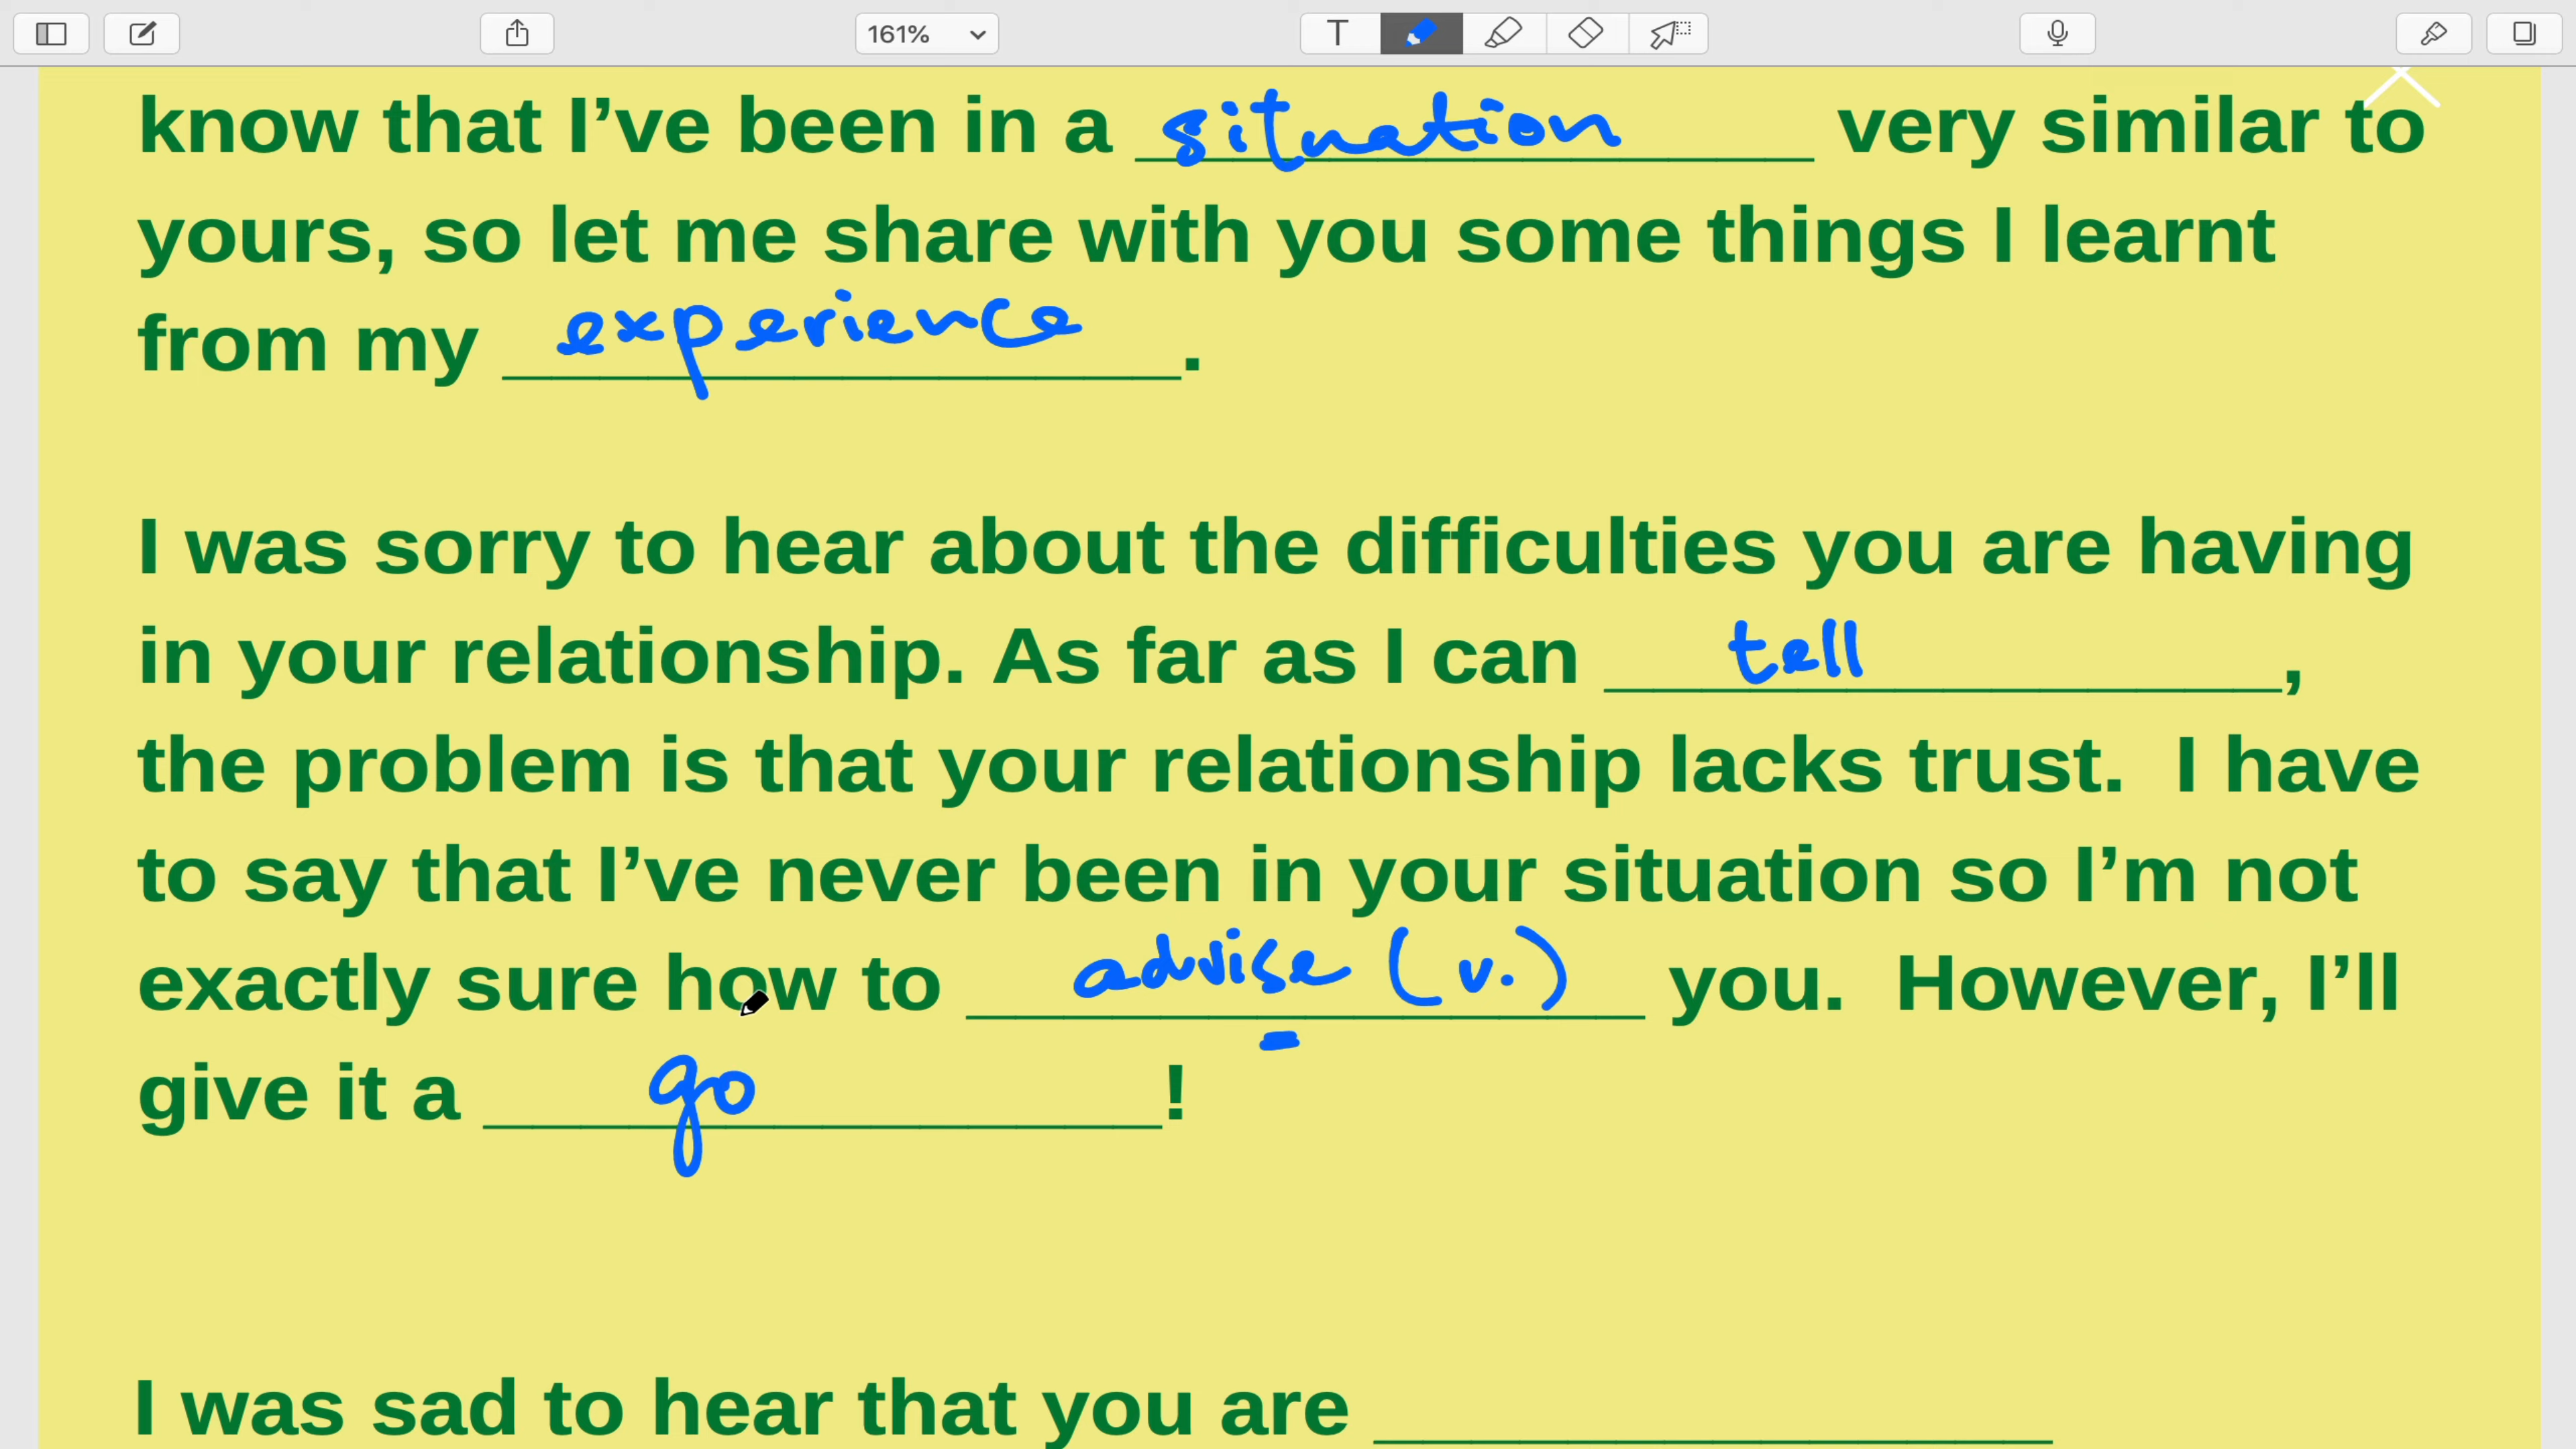 161%
T
know that I’ve been in a situation very similar to
yours, so let me share with you some things I learnt
from my experience.
I was sorry to hear about the difficulties you are having
in your relationship. As far as I can tell,
the problem is that your relationship lacks trust. I have
to say that I’ve never been in your situation so I’m not
exactly sure how to advise (v.) you. However, I’ll
give it a go!
I was sad to hear that you are